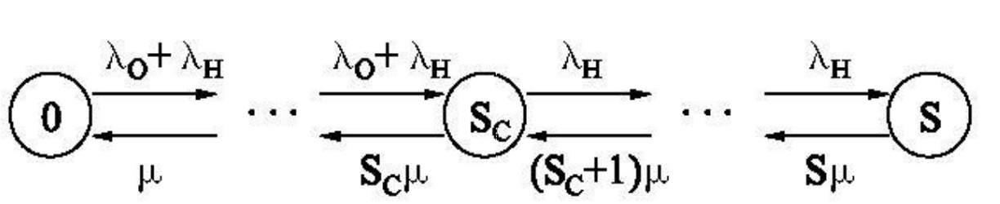 λO+ λH λO+ λH λH λH
0 ... SC ... S
μ SCμ (SC+1)μ Sμ